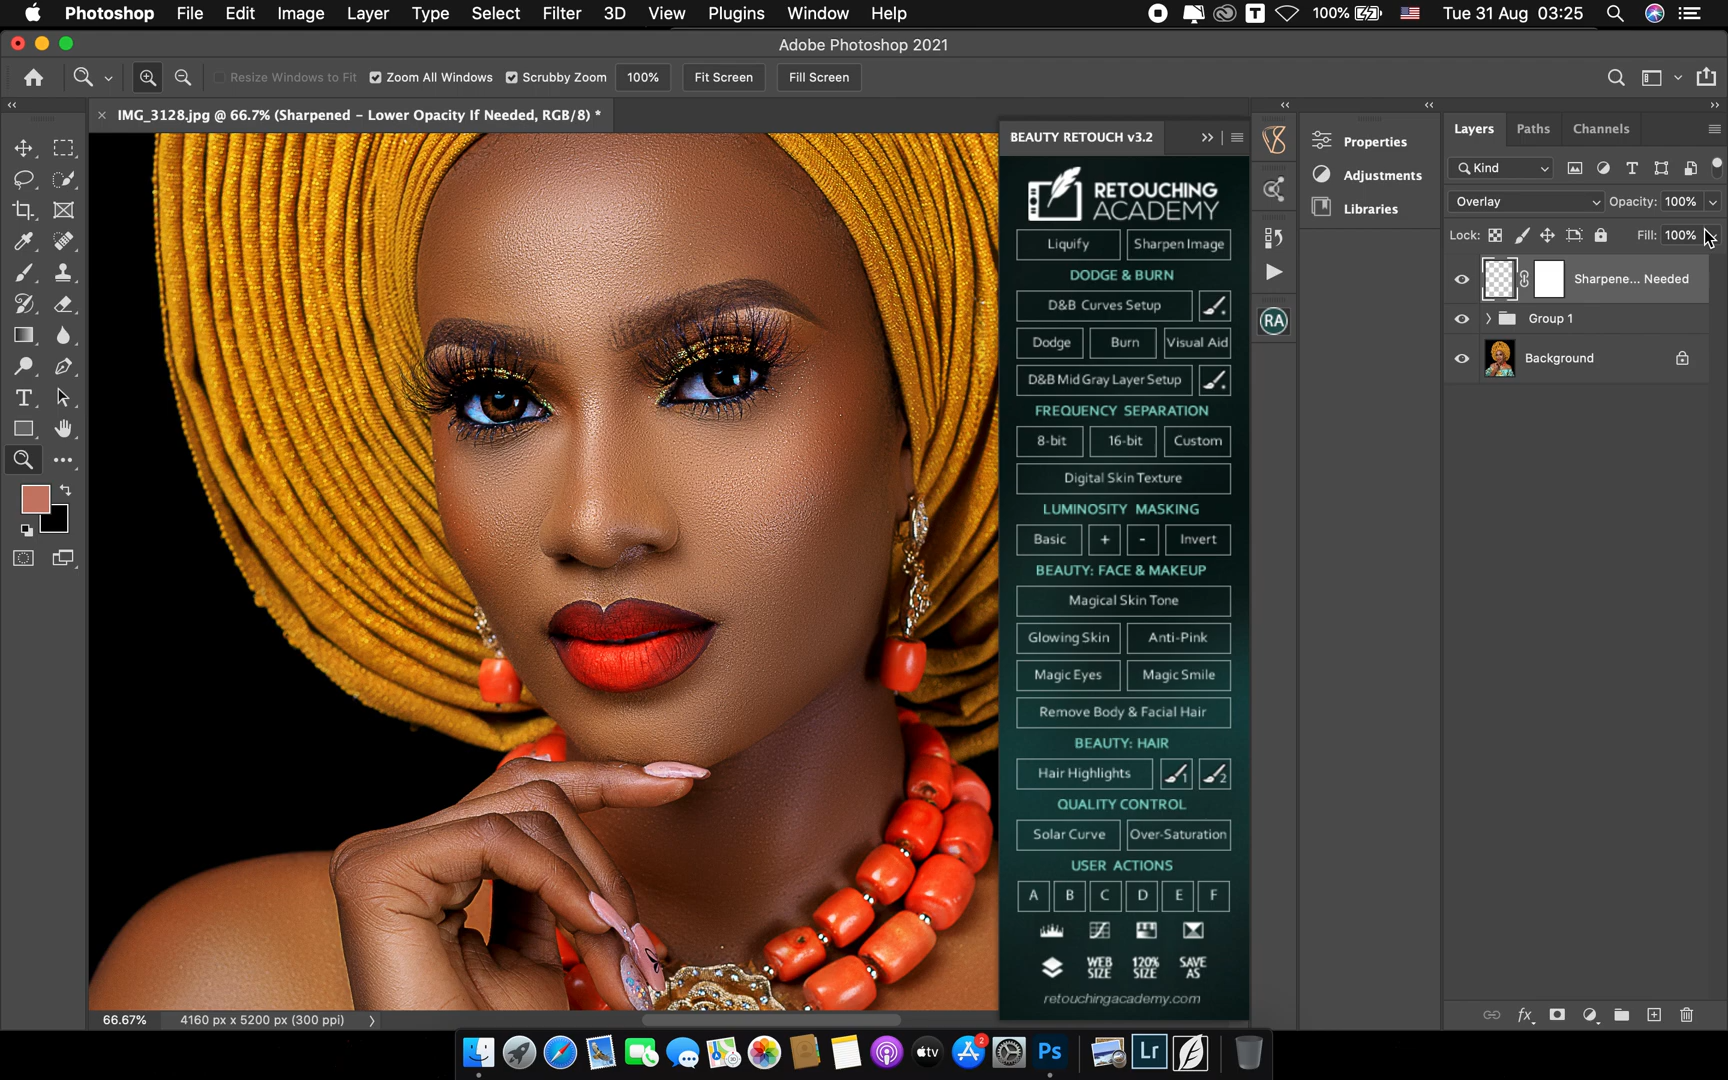 Photoshop File Edit Image Layer Type Select Filter 3D View Plugins Window Help T 100% Tue 31 Aug 03:25
Adobe Photoshop 2021
Resize Windows to Fit Zoom All Windows Scrubby Zoom 100% Fit Screen Fill Screen
× IMG_3128.jpg @ 66.7% (Sharpened - Lower Opacity If Needed, RGB/8) *
BEAUTY RETOUCH v3.2
RETOUCHING
ACADEMY
Liquify Sharpen Image
DODGE & BURN
D&B Curves Setup
Dodge Burn Visual Aid
D&B Mid Gray Layer Setup
FREQUENCY SEPARATION
8-bit 16-bit Custom
Digital Skin Texture
LUMINOSITY MASKING
Basic + - Invert
BEAUTY: FACE & MAKEUP
Magical Skin Tone
Glowing Skin Anti-Pink
Magic Eyes Magic Smile
Remove Body & Facial Hair
BEAUTY: HAIR
Hair Highlights 1 2
QUALITY CONTROL
Solar Curve Over-Saturation
USER ACTIONS
A B C D E F
WEB SIZE 120% SIZE SAVE AS
retouchingacademy.com
RA
Properties
Adjustments
Libraries
Layers Paths Channels
Kind T
Overlay Opacity: 100%
Lock: Fill: 100%
Sharpene... Needed
Group 1
Background
fx
T
66.67% 4160 px x 5200 px (300 ppi)
tv 2 Ps Lr